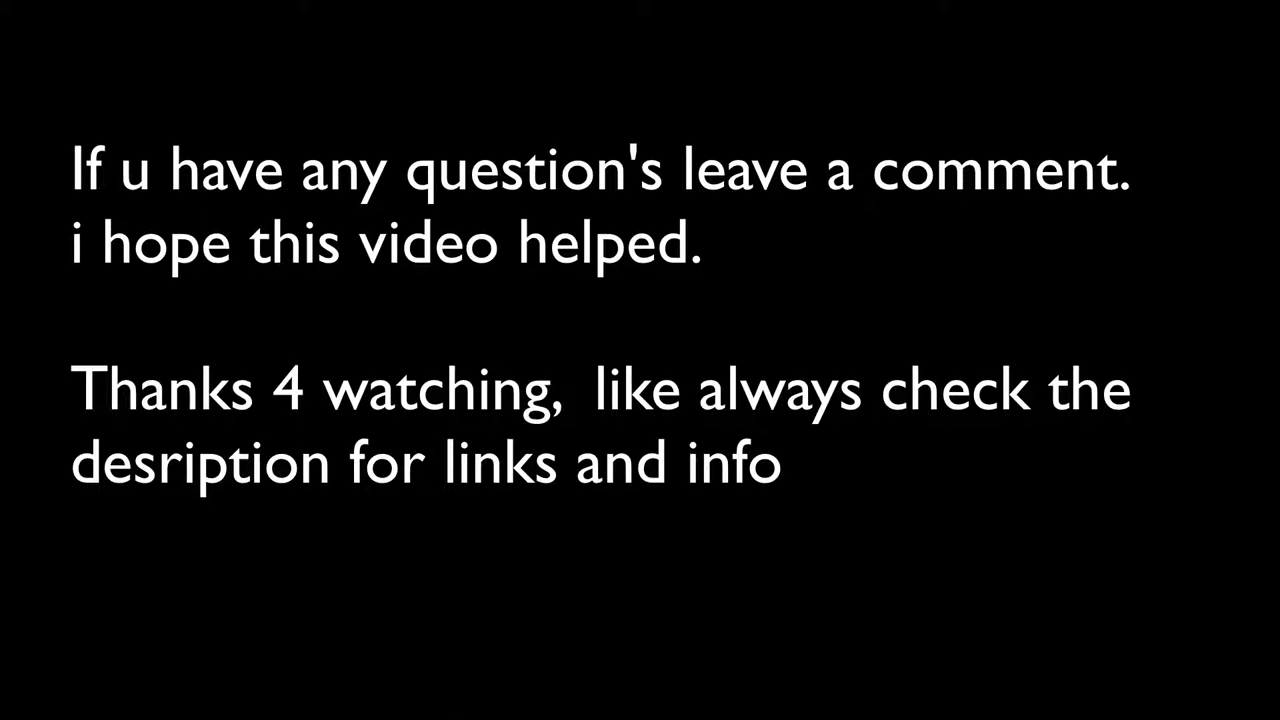 If u have any question's leave a comment.
i hope this video helped.
Thanks 4 watching,  like always check the
desription for links and info